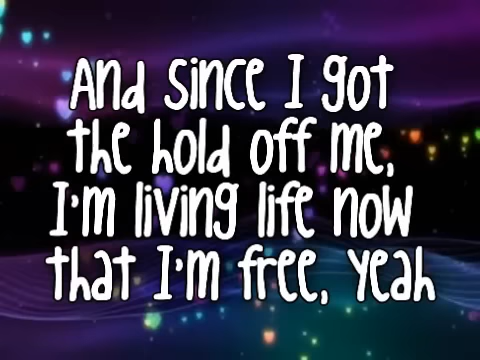 And since I got
the hold off me,
I'm living life now
that I'm free, yeah